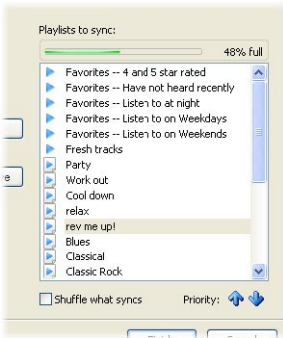 Playlists to sync:
48% full
Favorites -- 4 and 5 star rated
Favorites -- Have not heard recently
Favorites -- Listen to at night
Favorites -- Listen to on Weekdays
Favorites -- Listen to on Weekends
Fresh tracks
Party
Work out
Cool down
relax
rev me up!
Blues
Classical
Classic Rock
Shuffle what syncs
Priority: